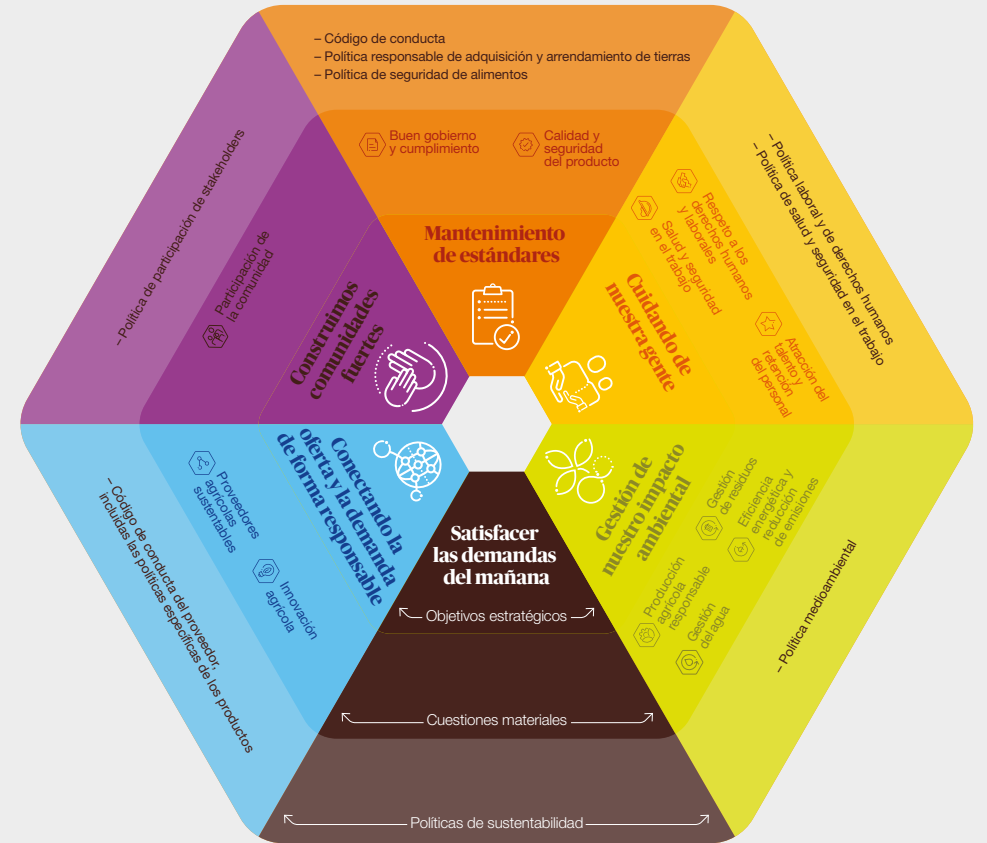 – Código de conducta
– Política responsable de adquisición y arrendamiento de tierras
– Política de seguridad de alimentos
Buen gobierno
y cumplimiento
Calidad y
seguridad
del producto
Mantenimiento
de estándares
– Política laboral y de derechos humanos
– Política de salud y seguridad en el trabajo
Respeto a los
derechos humanos
y laborales
Salud y seguridad
en el trabajo
Atracción del
talento y
retención
del personal
Cuidando de
nuestra gente
– Política medioambiental
Gestión
de residuos
Eficiencia
energética y
reducción
de emisiones
Producción
agrícola
responsable
Gestión
del agua
Gestión de
nuestro impacto
ambiental
Satisfacer
las demandas
del mañana
Objetivos estratégicos
Cuestiones materiales
Políticas de sustentabilidad
– Código de conducta del proveedor,
incluidas las políticas específicas de los productos
Proveedores
agrícolas
sustentables
Innovación
agrícola
Conectando la
oferta y la demanda
de forma responsable
– Política de participación de stakeholders
Participación de
la comunidad
Construimos
comunidades
fuertes